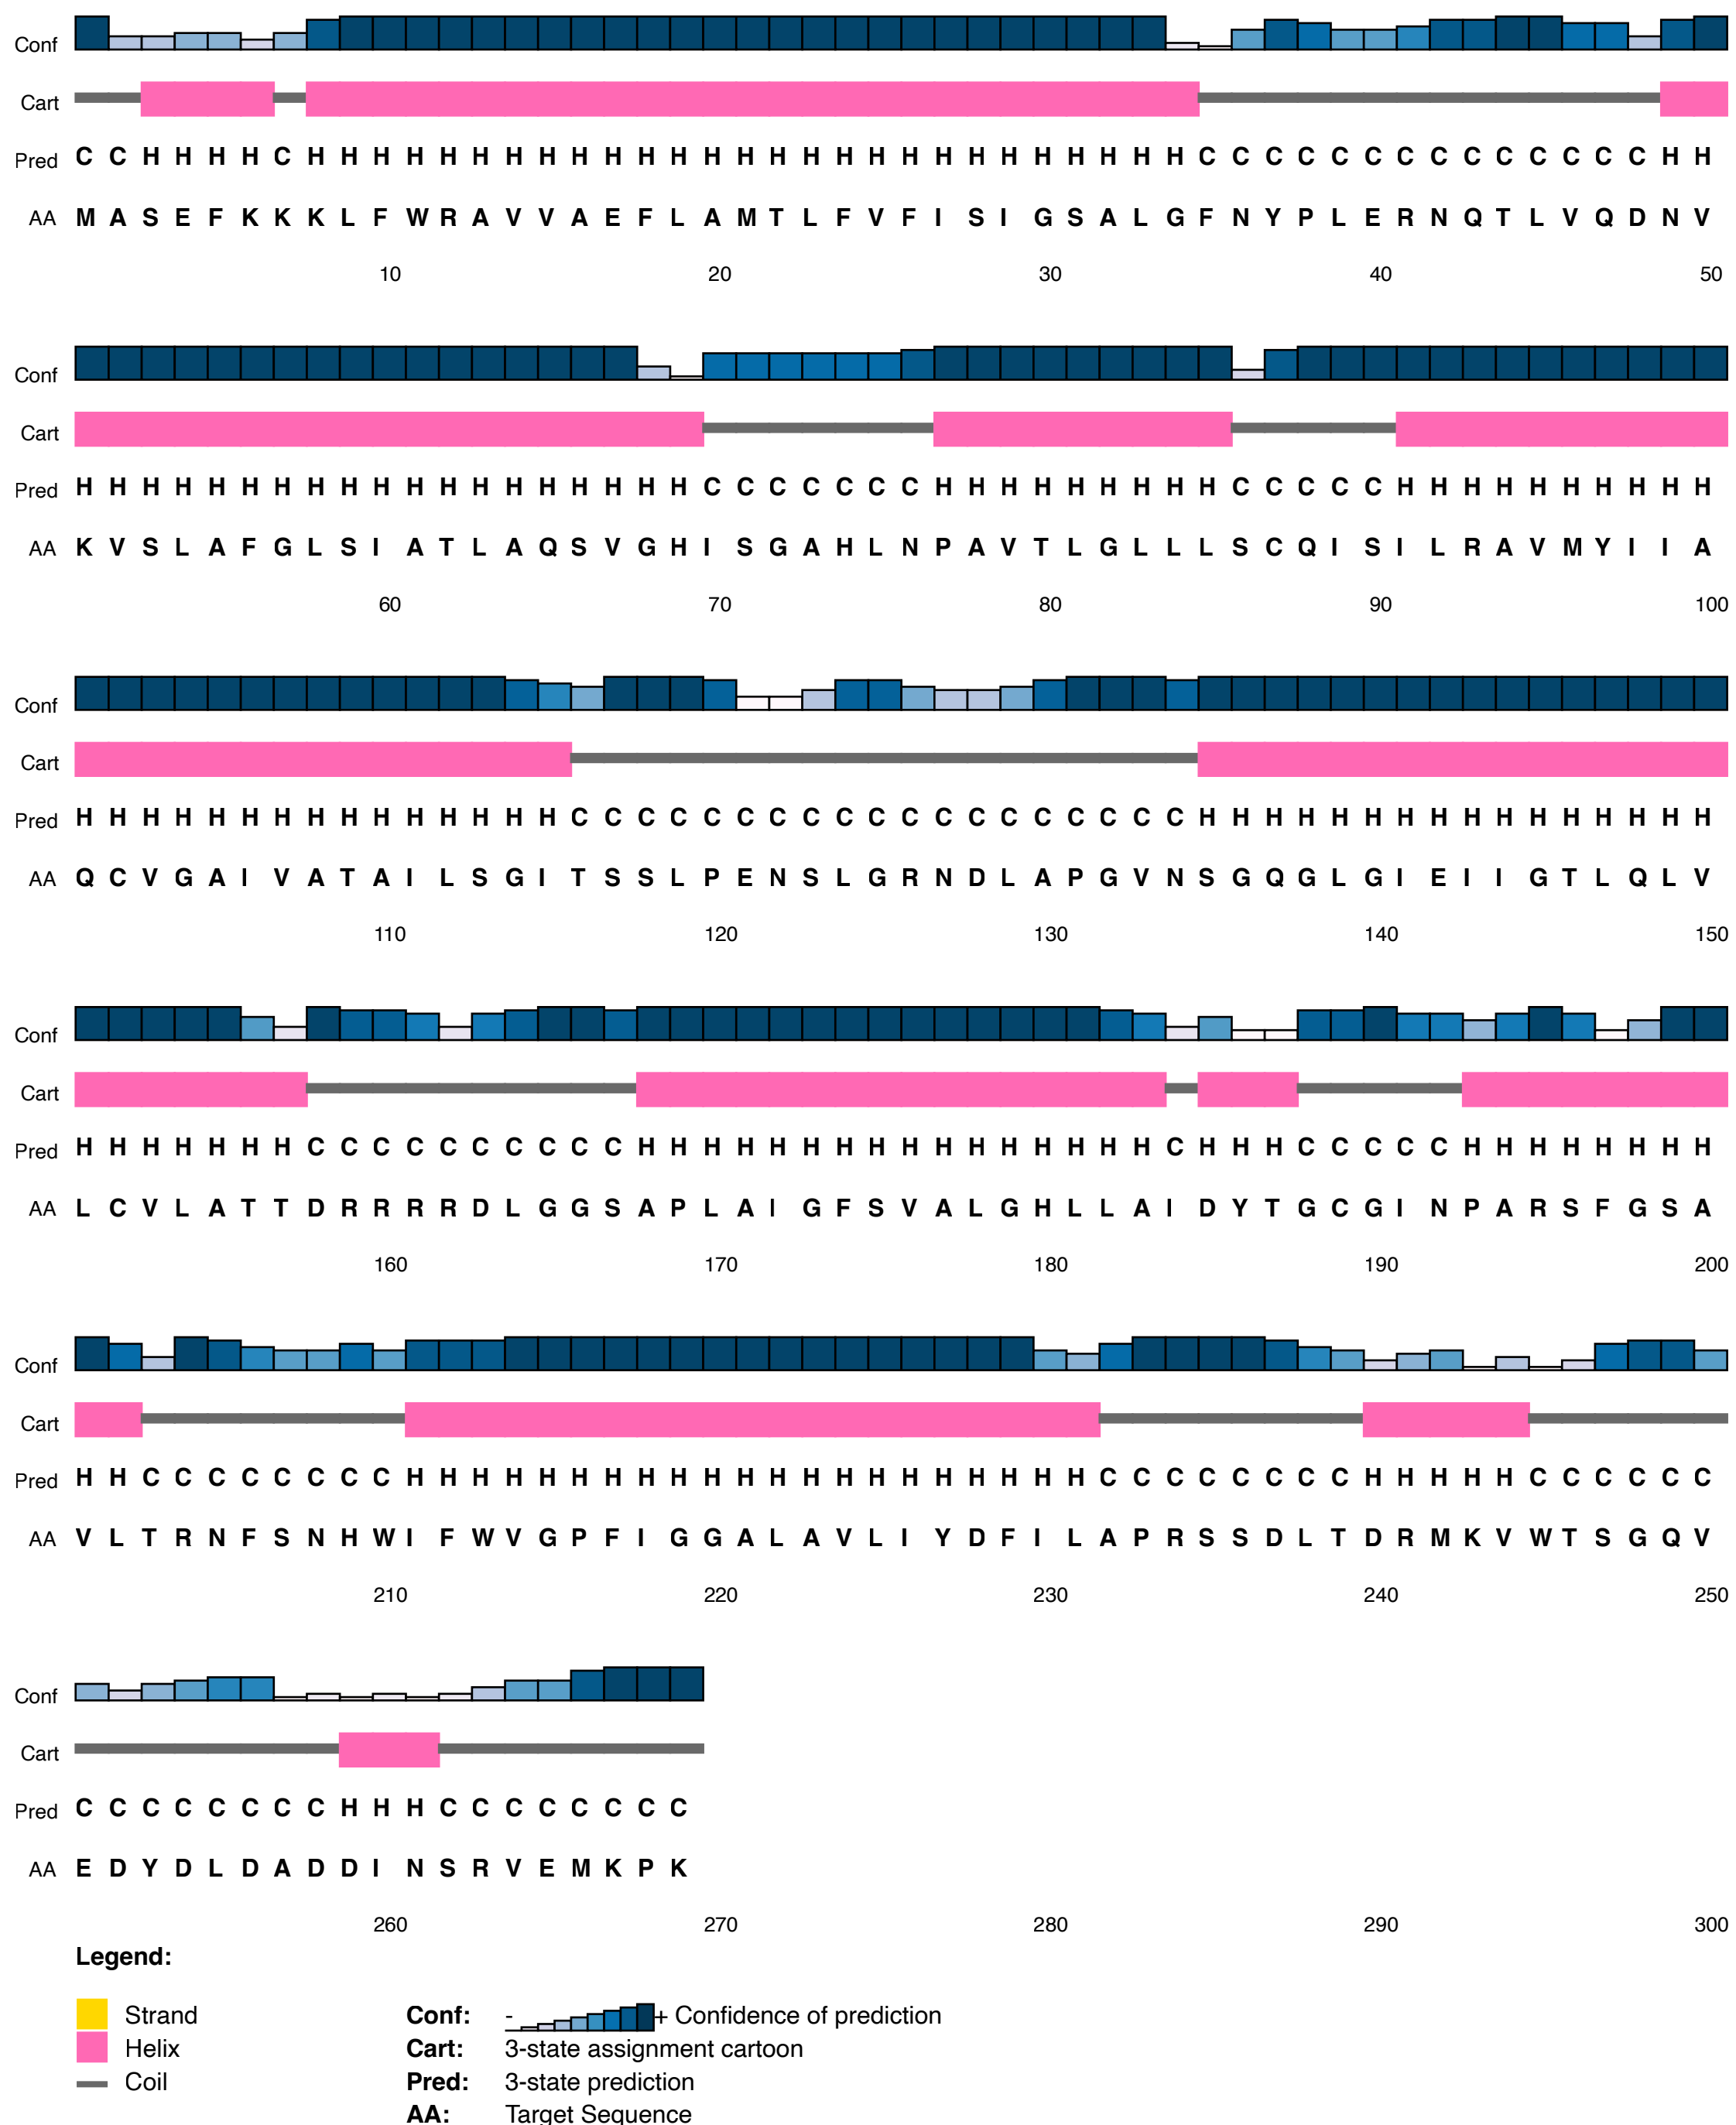 Conf
Cart
Pred C C H H H H C H H H H H H H H H H H H H H H H H H H H H H H H H H H C C C C C C C C C C C C C C H H
AA M A S E F K K K L F W R A V V A E F L A M T L F V F I S I G S A L G F N Y P L E R N Q T L V Q D N V
10 20 30 40 50
Conf
Cart
Pred H H H H H H H H H H H H H H H H H H H C C C C C C C H H H H H H H H H C C C C C H H H H H H H H H H
AA K V S L A F G L S I A T L A Q S V G H I S G A H L N P A V T L G L L L S C Q I S I L R A V M Y I I A
60 70 80 90 100
Conf
Cart
Pred H H H H H H H H H H H H H H H C C C C C C C C C C C C C C C C C C C H H H H H H H H H H H H H H H H
AA Q C V G A I V A T A I L S G I T S S L P E N S L G R N D L A P G V N S G Q G L G I E I I G T L Q L V
110 120 130 140 150
Conf
Cart
Pred H H H H H H H C C C C C C C C C C H H H H H H H H H H H H H H H H C H H H C C C C C H H H H H H H H
AA L C V L A T T D R R R R D L G G S A P L A I G F S V A L G H L L A I D Y T G C G I N P A R S F G S A
160 170 180 190 200
Conf
Cart
Pred H H C C C C C C C C H H H H H H H H H H H H H H H H H H H H H C C C C C C C C H H H H H C C C C C C
AA V L T R N F S N H W I F W V G P F I G G A L A V L I Y D F I L A P R S S D L T D R M K V W T S G Q V
210 220 230 240 250
Conf
Cart
Pred C C C C C C C C H H H C C C C C C C C
AA E D Y D L D A D D I N S R V E M K P K
260 270 280 290 300
Legend:
Strand Conf: - + Confidence of prediction
Helix Cart: 3-state assignment cartoon
Coil Pred: 3-state prediction
AA: Target Sequence